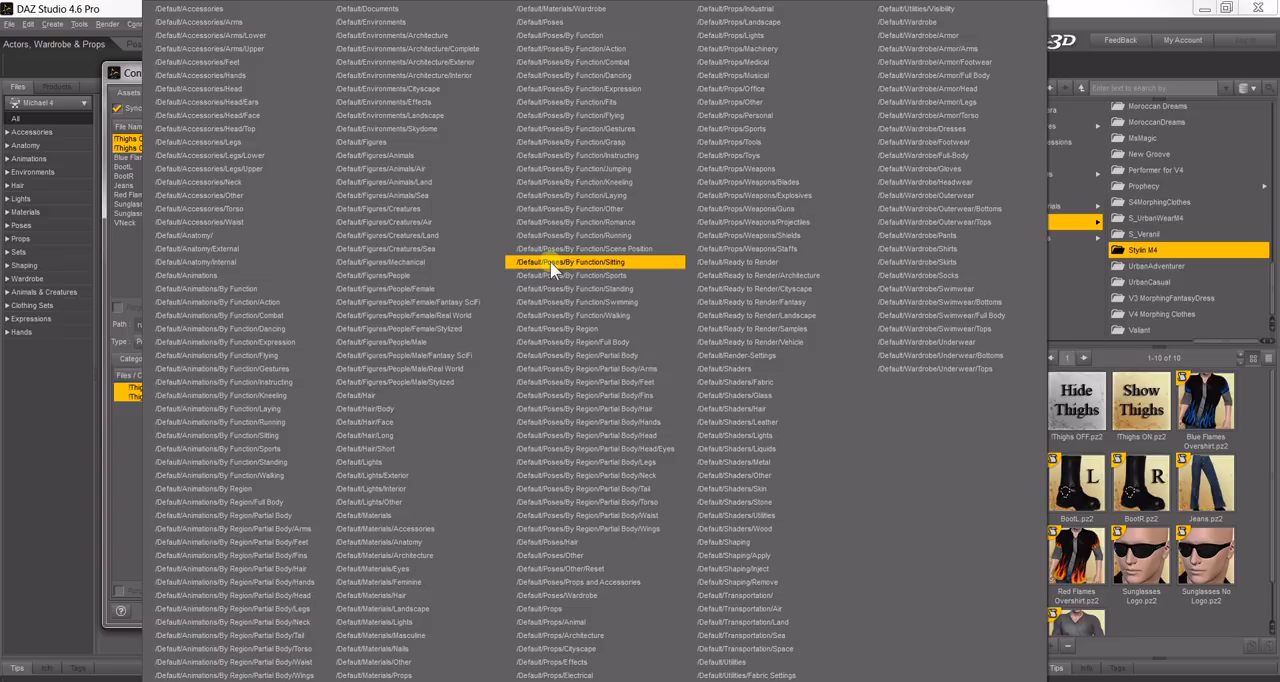 DAZ Studio 4.6 Pro
File Edit Create Tools Render
Actors, Wardrobe & Props
Files Products
Michael 4
All
Accessories
Anatomy
Animations
Environments
Hair
Lights
Materials
Poses
Props
Sets
Shaping
Wardrobe
Animals & Creatures
Clothing Sets
Expressions
Hands
Assets
File Name
!Thighs
!Thighs
Blue Flam
BootL
BootR
Jeans
Red Flam
Sunglass
Sunglass
VNeck
Path :
Type :
Catego
Files / C
/Default/Accessories
/Default/Accessories/Arms
/Default/Accessories/Arms/Lower
/Default/Accessories/Arms/Upper
/Default/Accessories/Feet
/Default/Accessories/Hands
/Default/Accessories/Head
/Default/Accessories/Head/Ears
/Default/Accessories/Head/Face
/Default/Accessories/Head/Top
/Default/Accessories/Legs
/Default/Accessories/Legs/Lower
/Default/Accessories/Legs/Upper
/Default/Accessories/Neck
/Default/Accessories/Other
/Default/Accessories/Torso
/Default/Accessories/Waist
/Default/Anatomy/
/Default/Anatomy/External
/Default/Anatomy/Internal
/Default/Animations
/Default/Animations/By Function
/Default/Animations/By Function/Action
/Default/Animations/By Function/Combat
/Default/Animations/By Function/Dancing
/Default/Animations/By Function/Expression
/Default/Animations/By Function/Flying
/Default/Animations/By Function/Gestures
/Default/Animations/By Function/Instructing
/Default/Animations/By Function/Kneeling
/Default/Animations/By Function/Laying
/Default/Animations/By Function/Running
/Default/Animations/By Function/Sitting
/Default/Animations/By Function/Sports
/Default/Animations/By Function/Standing
/Default/Animations/By Function/Walking
/Default/Animations/By Region
/Default/Animations/By Region/Full Body
/Default/Animations/By Region/Partial Body
/Default/Animations/By Region/Partial Body/Arms
/Default/Animations/By Region/Partial Body/Feet
/Default/Animations/By Region/Partial Body/Fins
/Default/Animations/By Region/Partial Body/Hair
/Default/Animations/By Region/Partial Body/Hands
/Default/Animations/By Region/Partial Body/Head
/Default/Animations/By Region/Partial Body/Legs
/Default/Animations/By Region/Partial Body/Neck
/Default/Animations/By Region/Partial Body/Tail
/Default/Animations/By Region/Partial Body/Torso
/Default/Animations/By Region/Partial Body/Waist
/Default/Animations/By Region/Partial Body/Wings
/Default/Documents
/Default/Environments
/Default/Environments/Architecture
/Default/Environments/Architecture/Complete
/Default/Environments/Architecture/Exterior
/Default/Environments/Architecture/Interior
/Default/Environments/Cityscape
/Default/Environments/Effects
/Default/Environments/Landscape
/Default/Environments/Skydome
/Default/Figures
/Default/Figures/Animals
/Default/Figures/Animals/Air
/Default/Figures/Animals/Land
/Default/Figures/Animals/Sea
/Default/Figures/Creatures
/Default/Figures/Creatures/Air
/Default/Figures/Creatures/Land
/Default/Figures/Creatures/Sea
/Default/Figures/Mechanical
/Default/Figures/People
/Default/Figures/People/Female
/Default/Figures/People/Female/Fantasy SciFi
/Default/Figures/People/Female/Real World
/Default/Figures/People/Female/Stylized
/Default/Figures/People/Male
/Default/Figures/People/Male/Fantasy SciFi
/Default/Figures/People/Male/Real World
/Default/Figures/People/Male/Stylized
/Default/Hair
/Default/Hair/Body
/Default/Hair/Face
/Default/Hair/Long
/Default/Hair/Short
/Default/Lights
/Default/Lights/Exterior
/Default/Lights/Interior
/Default/Lights/Other
/Default/Materials
/Default/Materials/Accessories
/Default/Materials/Anatomy
/Default/Materials/Architecture
/Default/Materials/Eyes
/Default/Materials/Feminine
/Default/Materials/Hair
/Default/Materials/Landscape
/Default/Materials/Lights
/Default/Materials/Masculine
/Default/Materials/Nails
/Default/Materials/Other
/Default/Materials/Props
/Default/Materials/Wardrobe
/Default/Poses
/Default/Poses/By Function
/Default/Poses/By Function/Action
/Default/Poses/By Function/Combat
/Default/Poses/By Function/Dancing
/Default/Poses/By Function/Expression
/Default/Poses/By Function/Fits
/Default/Poses/By Function/Flying
/Default/Poses/By Function/Gestures
/Default/Poses/By Function/Grasp
/Default/Poses/By Function/Instructing
/Default/Poses/By Function/Jumping
/Default/Poses/By Function/Kneeling
/Default/Poses/By Function/Laying
/Default/Poses/By Function/Other
/Default/Poses/By Function/Romance
/Default/Poses/By Function/Running
/Default/Poses/By Function/Scene Position
/Default/Poses/By Function/Sitting
/Default/Poses/By Function/Sports
/Default/Poses/By Function/Standing
/Default/Poses/By Function/Swimming
/Default/Poses/By Function/Walking
/Default/Poses/By Region
/Default/Poses/By Region/Full Body
/Default/Poses/By Region/Partial Body
/Default/Poses/By Region/Partial Body/Arms
/Default/Poses/By Region/Partial Body/Feet
/Default/Poses/By Region/Partial Body/Fins
/Default/Poses/By Region/Partial Body/Hair
/Default/Poses/By Region/Partial Body/Hands
/Default/Poses/By Region/Partial Body/Head
/Default/Poses/By Region/Partial Body/Head/Eyes
/Default/Poses/By Region/Partial Body/Legs
/Default/Poses/By Region/Partial Body/Neck
/Default/Poses/By Region/Partial Body/Tail
/Default/Poses/By Region/Partial Body/Torso
/Default/Poses/By Region/Partial Body/Waist
/Default/Poses/By Region/Partial Body/Wings
/Default/Poses/Hair
/Default/Poses/Other
/Default/Poses/Other/Reset
/Default/Poses/Props and Accessories
/Default/Poses/Wardrobe
/Default/Props
/Default/Props/Animal
/Default/Props/Architecture
/Default/Props/Cityscape
/Default/Props/Effects
/Default/Props/Electrical
/Default/Props/Industrial
/Default/Props/Landscape
/Default/Props/Lights
/Default/Props/Machinery
/Default/Props/Medical
/Default/Props/Musical
/Default/Props/Office
/Default/Props/Other
/Default/Props/Personal
/Default/Props/Sports
/Default/Props/Tools
/Default/Props/Toys
/Default/Props/Weapons
/Default/Props/Weapons/Blades
/Default/Props/Weapons/Explosives
/Default/Props/Weapons/Guns
/Default/Props/Weapons/Projectiles
/Default/Props/Weapons/Shields
/Default/Props/Weapons/Staffs
/Default/Ready to Render
/Default/Ready to Render/Architecture
/Default/Ready to Render/Cityscape
/Default/Ready to Render/Fantasy
/Default/Ready to Render/Landscape
/Default/Ready to Render/Samples
/Default/Ready to Render/Vehicle
/Default/Render-Settings
/Default/Shaders
/Default/Shaders/Fabric
/Default/Shaders/Glass
/Default/Shaders/Hair
/Default/Shaders/Leather
/Default/Shaders/Lights
/Default/Shaders/Liquids
/Default/Shaders/Metal
/Default/Shaders/Other
/Default/Shaders/Skin
/Default/Shaders/Stone
/Default/Shaders/Utilities
/Default/Shaders/Wood
/Default/Shaping
/Default/Shaping/Apply
/Default/Shaping/Inject
/Default/Shaping/Remove
/Default/Transportation/
/Default/Transportation/Air
/Default/Transportation/Land
/Default/Transportation/Sea
/Default/Transportation/Space
/Default/Utilities
/Default/Utilities/Fabric Settings
/Default/Utilities/Visibility
/Default/Wardrobe
/Default/Wardrobe/Armor
/Default/Wardrobe/Armor/Arms
/Default/Wardrobe/Armor/Footwear
/Default/Wardrobe/Armor/Full Body
/Default/Wardrobe/Armor/Head
/Default/Wardrobe/Armor/Legs
/Default/Wardrobe/Armor/Torso
/Default/Wardrobe/Dresses
/Default/Wardrobe/Footwear
/Default/Wardrobe/Full-Body
/Default/Wardrobe/Gloves
/Default/Wardrobe/Headwear
/Default/Wardrobe/Outerwear
/Default/Wardrobe/Outerwear/Bottoms
/Default/Wardrobe/Outerwear/Tops
/Default/Wardrobe/Pants
/Default/Wardrobe/Shirts
/Default/Wardrobe/Skirts
/Default/Wardrobe/Socks
/Default/Wardrobe/Swimwear
/Default/Wardrobe/Swimwear/Bottoms
/Default/Wardrobe/Swimwear/Full Body
/Default/Wardrobe/Swimwear/Tops
/Default/Wardrobe/Underwear
/Default/Wardrobe/Underwear/Bottoms
/Default/Wardrobe/Underwear/Tops
3D
FeedBack
My Account
Enter text to search by
Moroccan Dreams
MoroccanDreams
MsMagic
New Groove
Performer for V4
Prophecy
S4MorphingClothes
S_UrbanWearM4
S_Veranil
Stylin M4
UrbanAdventurer
UrbanCasual
V3 MorphingFantasyDress
V4 Morphing Clothes
Valiant
1
1-10 of 10
Hide Thighs
Show Thighs
!Thighs OFF.pz2
!Thighs ON.pz2
Blue Flames Overshirt.pz2
L
R
BootL.pz2
BootR.pz2
Jeans.pz2
Red Flames Overshirt.pz2
Sunglasses Logo.pz2
Sunglasses No Logo.pz2
Tips Info Tags
Tips Info Tags